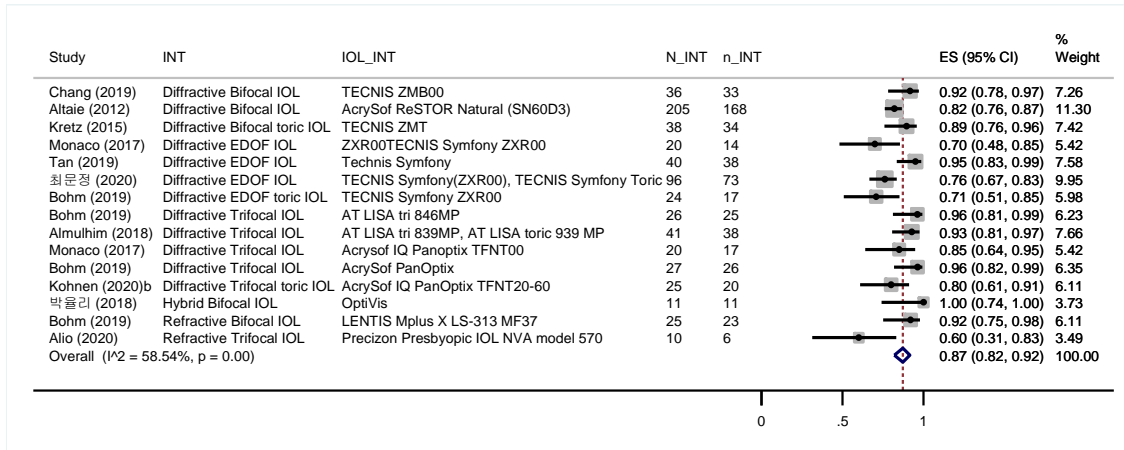 Study INT IOL_INT N_INT n_INT ES (95% CI) % Weight
Chang (2019) Diffractive Bifocal IOL TECNIS ZMB00 36 33 0.92 (0.78, 0.97) 7.26
Altaie (2012) Diffractive Bifocal IOL AcrySof ReSTOR Natural (SN60D3) 205 168 0.82 (0.76, 0.87) 11.30
Kretz (2015) Diffractive Bifocal toric IOL TECNIS ZMT 38 34 0.89 (0.76, 0.96) 7.42
Monaco (2017) Diffractive EDOF IOL ZXR00TECNIS Symfony ZXR00 20 14 0.70 (0.48, 0.85) 5.42
Tan (2019) Diffractive EDOF IOL Technis Symfony 40 38 0.95 (0.83, 0.99) 7.58
최문정 (2020) Diffractive EDOF IOL TECNIS Symfony(ZXR00), TECNIS Symfony Toric 96 73 0.76 (0.67, 0.83) 9.95
Bohm (2019) Diffractive EDOF toric IOL TECNIS Symfony ZXR00 24 17 0.71 (0.51, 0.85) 5.98
Bohm (2019) Diffractive Trifocal IOL AT LISA tri 846MP 26 25 0.96 (0.81, 0.99) 6.23
Almulhim (2018) Diffractive Trifocal IOL AT LISA tri 839MP, AT LISA toric 939 MP 41 38 0.93 (0.81, 0.97) 7.66
Monaco (2017) Diffractive Trifocal IOL Acrysof IQ Panoptix TFNT00 20 17 0.85 (0.64, 0.95) 5.42
Bohm (2019) Diffractive Trifocal IOL AcrySof PanOptix 27 26 0.96 (0.82, 0.99) 6.35
Kohnen (2020)b Diffractive Trifocal toric IOL AcrySof IQ PanOptix TFNT20-60 25 20 0.80 (0.61, 0.91) 6.11
박율리 (2018) Hybrid Bifocal IOL OptiVis 11 11 1.00 (0.74, 1.00) 3.73
Bohm (2019) Refractive Bifocal IOL LENTIS Mplus X LS-313 MF37 25 23 0.92 (0.75, 0.98) 6.11
Alio (2020) Refractive Trifocal IOL Precizon Presbyopic IOL NVA model 570 10 6 0.60 (0.31, 0.83) 3.49
Overall (I^2 = 58.54%, p = 0.00) 0.87 (0.82, 0.92) 100.00
0 .5 1